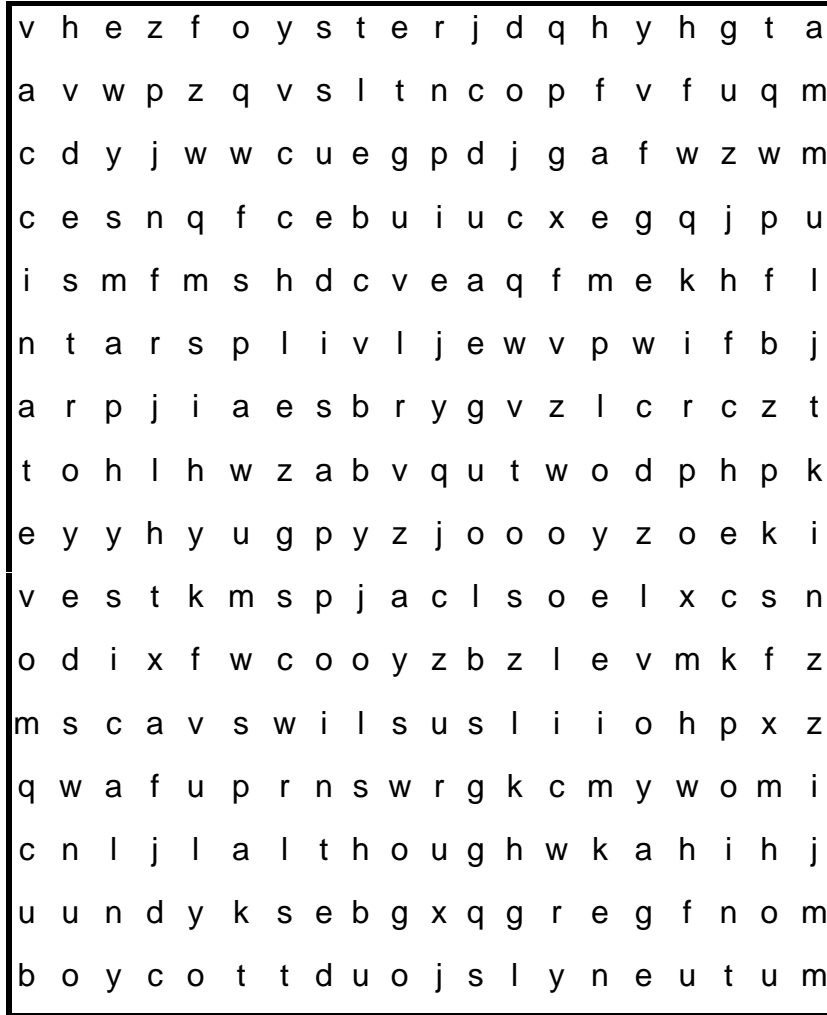 v h e z f o y s t e r j d q h y h g t a
a v w p z q v s l t n c o p f v f u q m
c d y j w w c u e g p d j g a f w z w m
c e s n q f c e b u i u c x e g q j p u
i s m f m s h d c v e a q f m e k h f l
n t a r s p l i v l j e w v p w i f b j
a r p j i a e s b r y g v z l c r c z t
t o h l h w z a b v q u t w o d p h p k
e y y h y u g p y z j o o o y z o e k i
v e s t k m s p j a c l s o e l x c s n
o d i x f w c o o y z b z l e v m k f z
m s c a v s w i l s u s l i i o h p x z
q w a f u p r n s w r g k c m y w o m i
c n l j l a l t h o u g h w k a h i h j
u u n d y k s e b g x q g r e g f n o m
b o y c o t t d u o j s l y n e u t u m